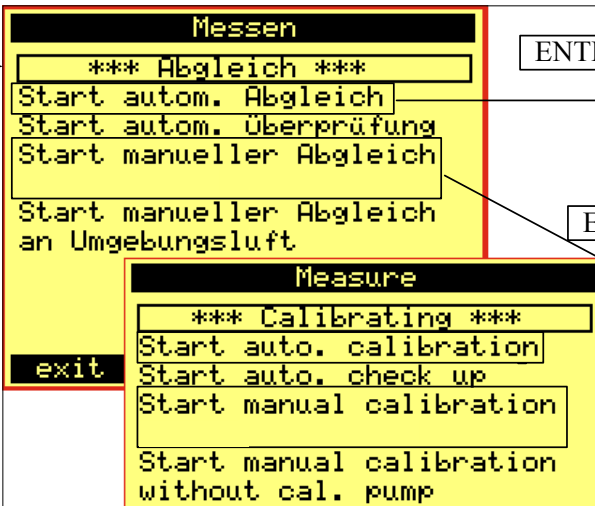 Messen
*** Abgleich ***
Start autom. Abgleich
Start autom. Überprüfung
Start manueller Abgleich
Start manueller Abgleich
an Umgebungsluft
exit
Measure
*** Calibrating ***
Start auto. calibration
Start auto. check up
Start manual calibration
Start manual calibration
without cal. pump